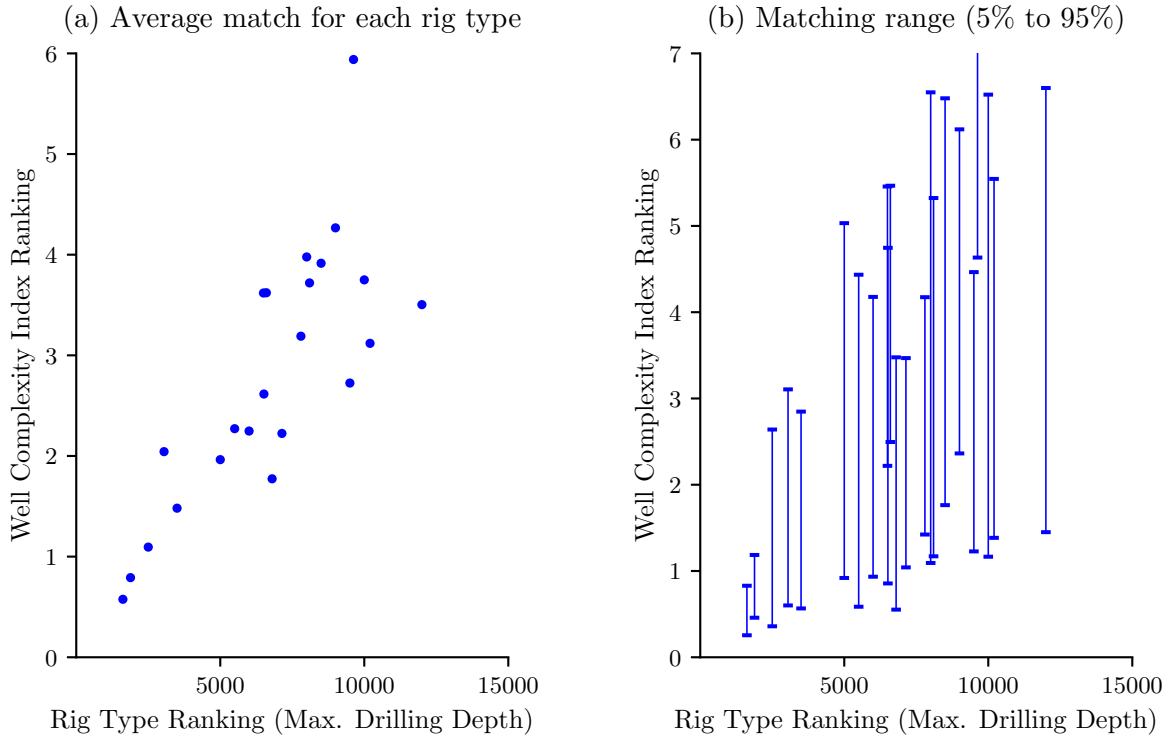 (a) Average match for each rig type
6
5
4
3
2
1
0
Well Complexity Index Ranking
5000 10000 15000
Rig Type Ranking (Max. Drilling Depth)
(b) Matching range (5% to 95%)
7
6
5
4
3
2
1
0
Well Complexity Index Ranking
5000 10000 15000
Rig Type Ranking (Max. Drilling Depth)